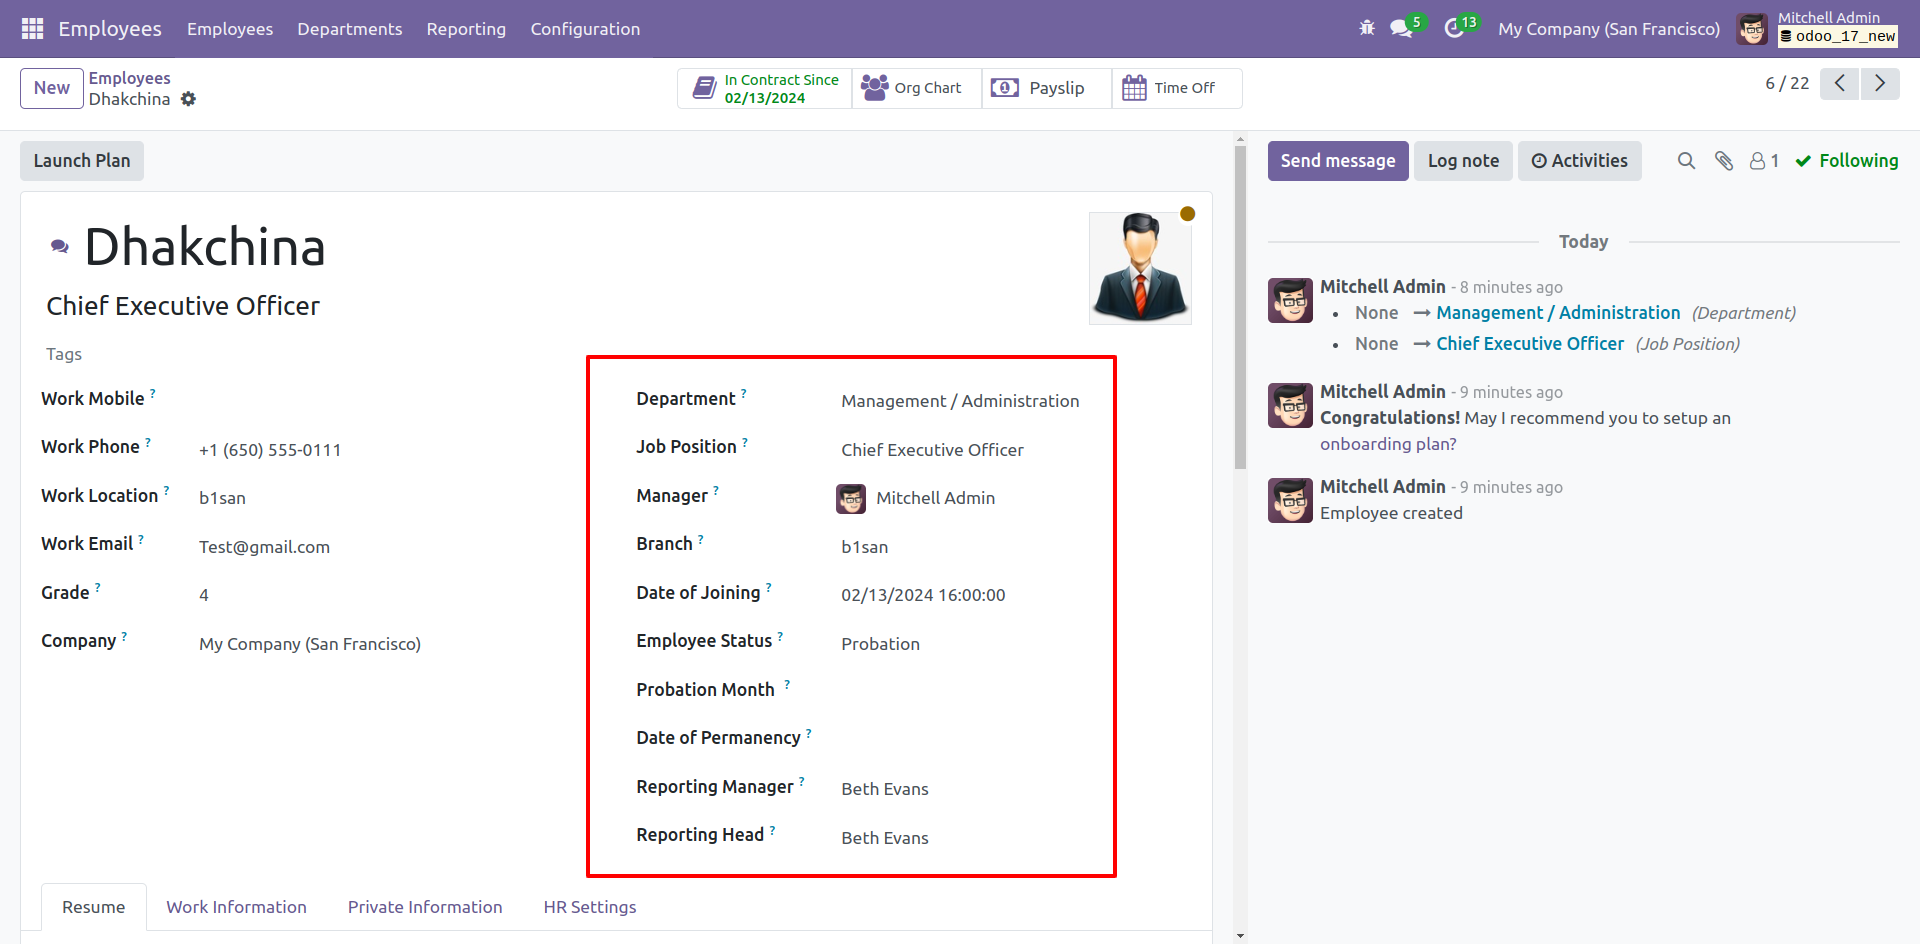 Employees Employees Departments Reporting Configuration 5 13 My Company (San Francisco) Mitchell Admin
odoo_17_new
New Employees
Dhakchina
In Contract Since
02/13/2024
Org Chart
Payslip
Time Off
6 / 22
Launch Plan
Send message Log note Activities 1 Following
Dhakchina
Chief Executive Officer
Tags
Work Mobile ?
Work Phone ? +1 (650) 555-0111
Work Location ? b1san
Work Email ? Test@gmail.com
Grade ? 4
Company ? My Company (San Francisco)
Department ? Management / Administration
Job Position ? Chief Executive Officer
Manager ? Mitchell Admin
Branch ? b1san
Date of Joining ? 02/13/2024 16:00:00
Employee Status ? Probation
Probation Month ?
Date of Permanency ?
Reporting Manager ? Beth Evans
Reporting Head ? Beth Evans
Resume Work Information Private Information HR Settings
Today
Mitchell Admin - 8 minutes ago
• None → Management / Administration (Department)
• None → Chief Executive Officer (Job Position)
Mitchell Admin - 9 minutes ago
Congratulations! May I recommend you to setup an
onboarding plan?
Mitchell Admin - 9 minutes ago
Employee created